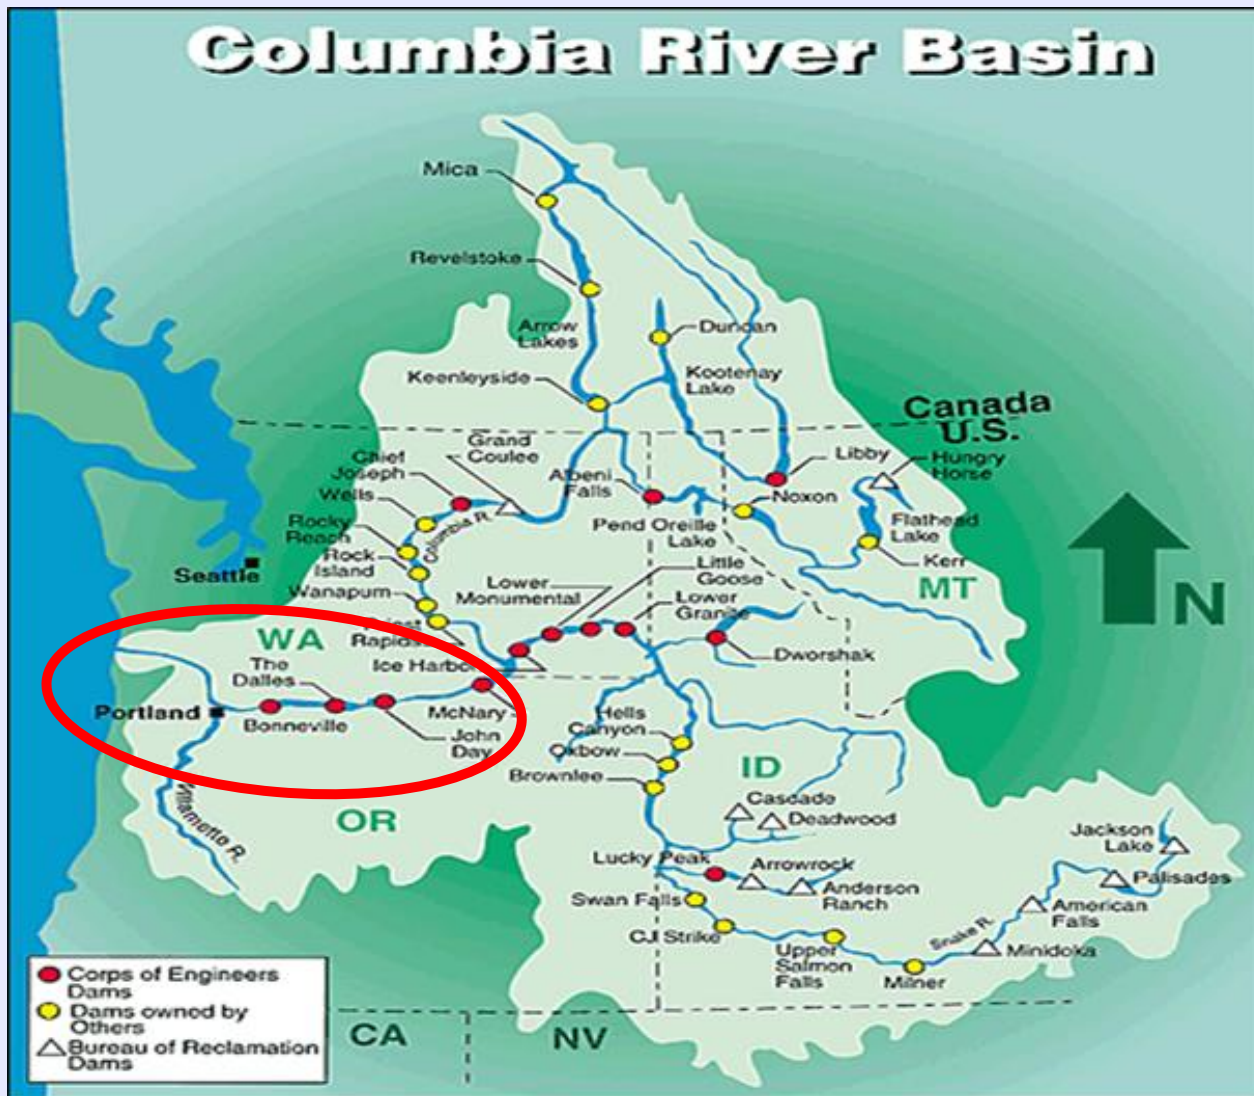 Columbia River Basin
Mica
Revelstoke
Arrow
Lakes
Duncan
Keenleyside
Kootenay
Lake
Canada
U.S.
Grand
Coulee
Chief
Joseph
Albeni
Falls
Libby
Hungry
Horse
Wells
Noxon
Columbia R.
Rocky
Reach
Pend Oreille
Lake
Flathead
Lake
Rock
Island
Kerr
Seattle
Little
Goose
Lower
Monumental
MT
N
Wanapum
Lower
Granite
WA
Priest
Rapids
Ice Harbor
Dworshak
The
Dalles
Portland
Bonneville
McNary
John
Day
Hells
Canyon
Oxbow
Brownlee
ID
Cascade
Deadwood
OR
Willamette R.
Jackson
Lake
Lucky Peak
Arrowrock
Palisades
Anderson
Ranch
Swan Falls
American
Falls
CJ Strike
Snake R.
Upper
Salmon
Falls
Minidoka
Milner
Corps of Engineers
Dams
Dams owned by
Others
Bureau of Reclamation
Dams
CA
NV